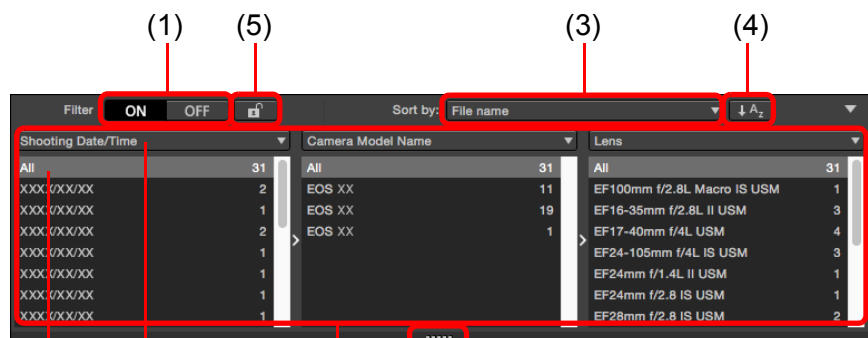 (1) (5) (3) (4)
Filter ON OFF Sort by: File name A z
Shooting Date/Time Camera Model Name Lens
All 31 All 31 All 31
XXXX/XX/XX 2 EOS XX 11 EF100mm f/2.8L Macro IS USM 1
XXXX/XX/XX 1 EOS XX 19 EF16-35mm f/2.8L II USM 3
XXXX/XX/XX 2 EOS XX 1 EF17-40mm f/4L USM 4
XXXX/XX/XX 1 EF24-105mm f/4L IS USM 3
XXXX/XX/XX 1 EF24mm f/1.4L II USM 1
XXXX/XX/XX 1 EF24mm f/2.8 IS USM 1
XXXX/XX/XX 1 EF28mm f/2.8 IS USM 2